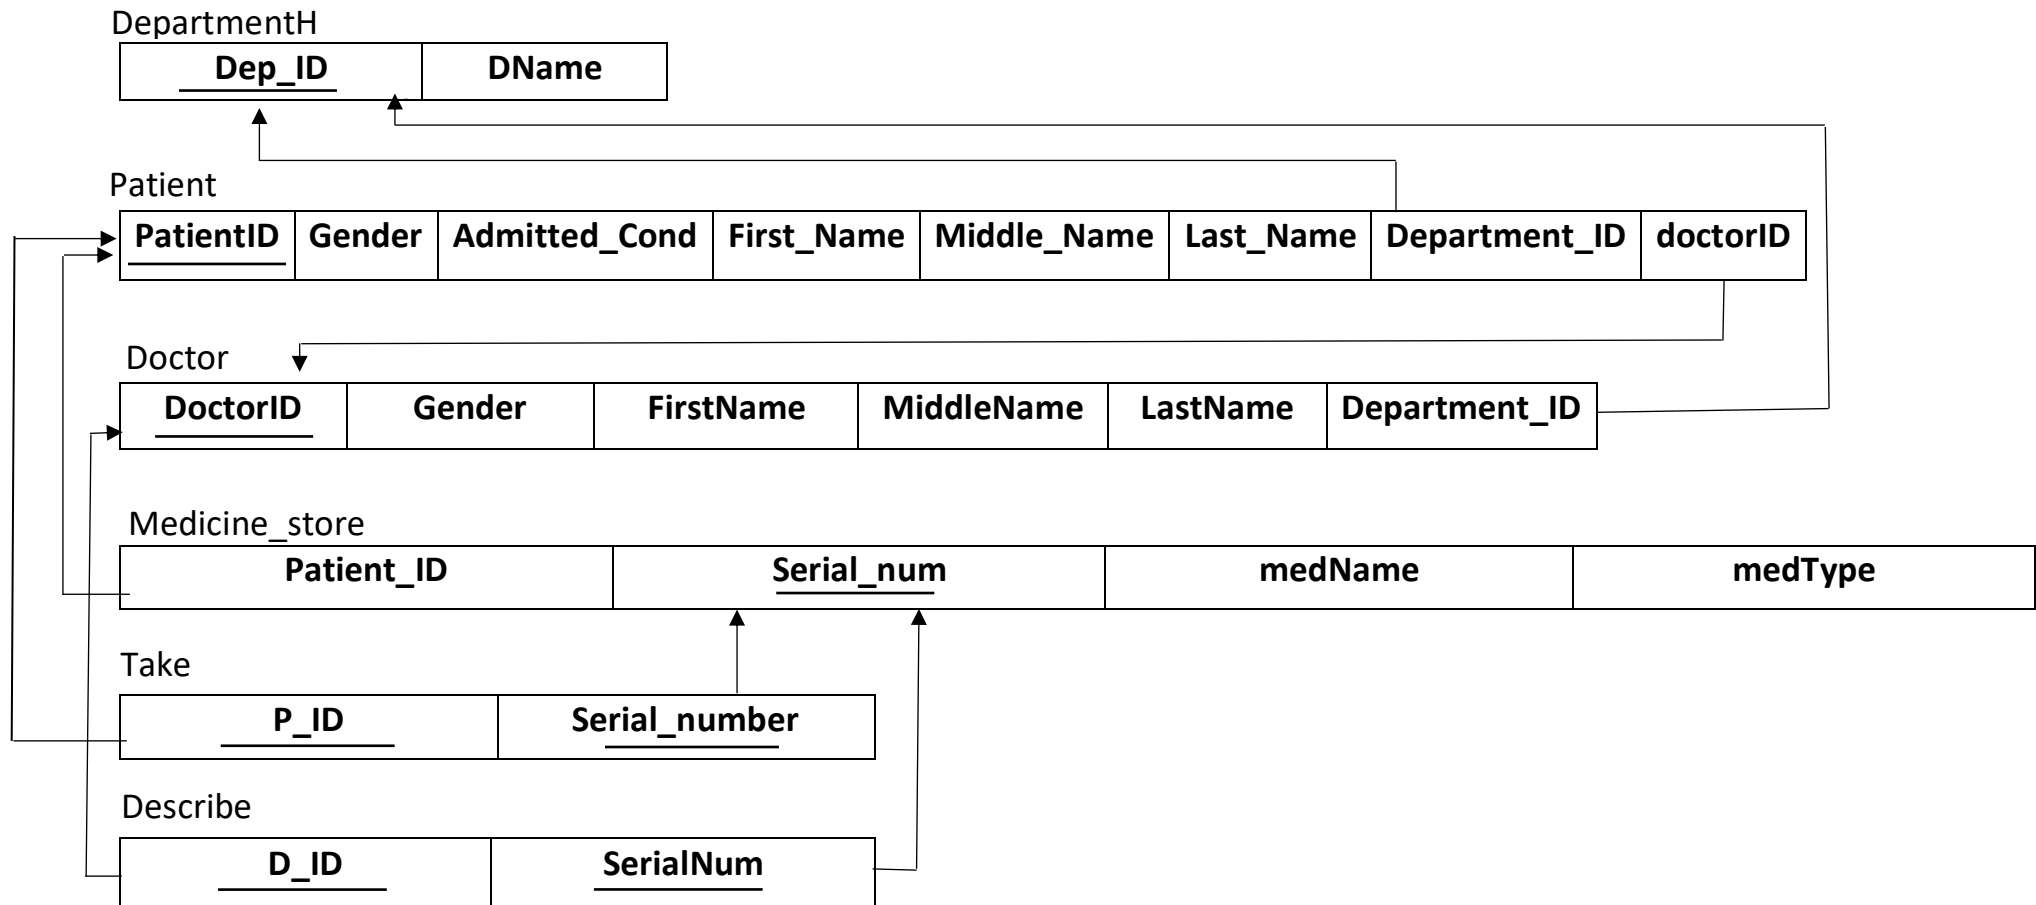 DepartmentH
Dep_ID DName
Patient
PatientID Gender Admitted_Cond First_Name Middle_Name Last_Name Department_ID doctorID
Doctor
DoctorID Gender FirstName MiddleName LastName Department_ID
Medicine_store
Patient_ID Serial_num medName medType
Take
P_ID Serial_number
Describe
D_ID SerialNum